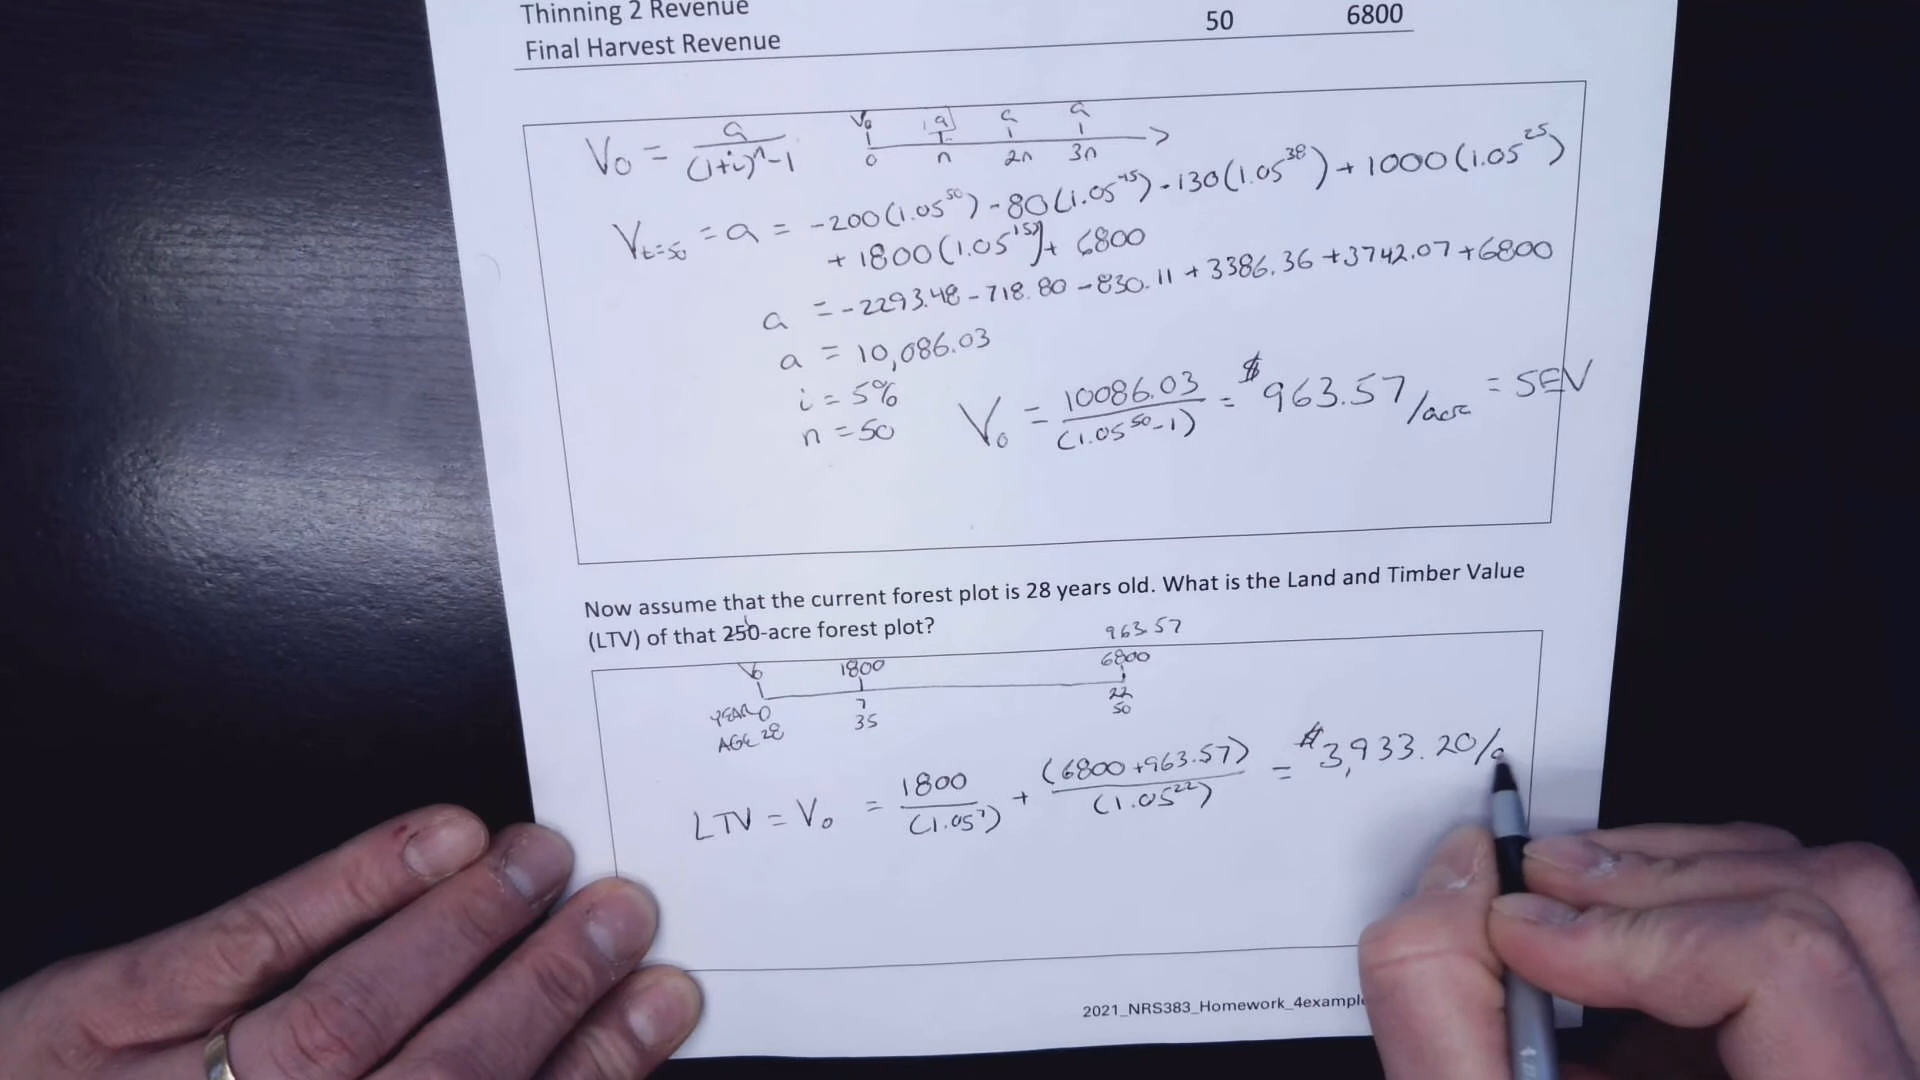 Thinning 2 Revenue
Final Harvest Revenue 50 6800
V0 = a / ((1+i)^n - 1)
V0 a a a
0 n 2n 3n
Vt=50 = a = -200(1.05^50) - 80(1.05^45) - 130(1.05^38) + 1000(1.05^25)
+ 1800(1.05^15) + 6800
a = -2293.48 - 718.80 - 830.11 + 3386.36 + 3742.07 + 6800
a = 10,086.03
i = 5%
n = 50
V0 = 10086.03 / (1.05^50 - 1) = $963.57/acre = SEV
Now assume that the current forest plot is 28 years old. What is the Land and Timber Value
(LTV) of that 250-acre forest plot?
963.57
V0 1800 6800
YEAR 0 7 22
AGE 28 35 50
LTV = V0 = 1800 / (1.05^7) + (6800+963.57) / (1.05^22) = $3,933.20/
2021_NRS383_Homework_4example